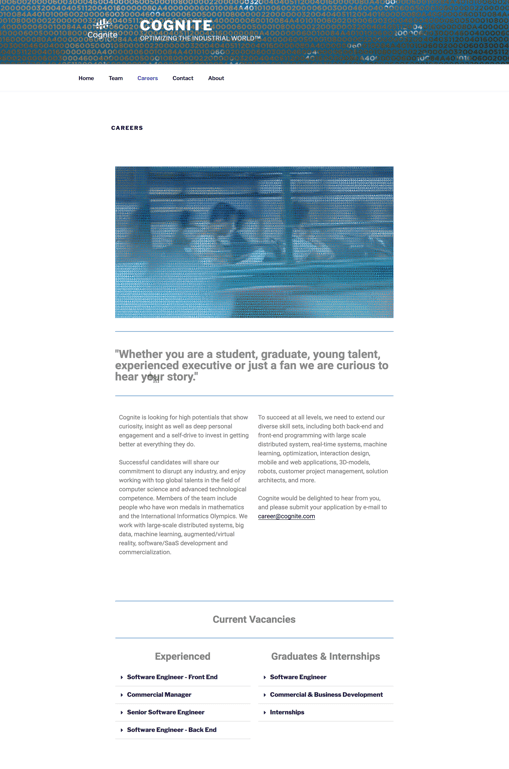 COGNITE
Cognite
OPTIMIZING THE INDUSTRIAL WORLD™
Home Team Careers Contact About
CAREERS
"Whether you are a student, graduate, young talent,
experienced executive or just a fan we are curious to
hear your story."
Cognite is looking for high potentials that show
curiosity, insight as well as deep personal
engagement and a self-drive to invest in getting
better at everything they do.
Successful candidates will share our
commitment to disrupt any industry, and enjoy
working with top global talents in the field of
computer science and advanced technological
competence. Members of the team include
people who have won medals in mathematics
and the International Informatics Olympics. We
work with large-scale distributed systems, big
data, machine learning, augmented/virtual
reality, software/SaaS development and
commercialization.
To succeed at all levels, we need to extend our
diverse skill sets, including both back-end and
front-end programming with large scale
distributed system, real-time systems, machine
learning, optimization, interaction design,
mobile and web applications, 3D-models,
robots, customer project management, solution
architects, and more.
Cognite would be delighted to hear from you,
and please submit your application by e-mail to
career@cognite.com
Current Vacancies
Experienced
Software Engineer - Front End
Commercial Manager
Senior Software Engineer
Software Engineer - Back End
Graduates & Internships
Software Engineer
Commercial & Business Development
Internships